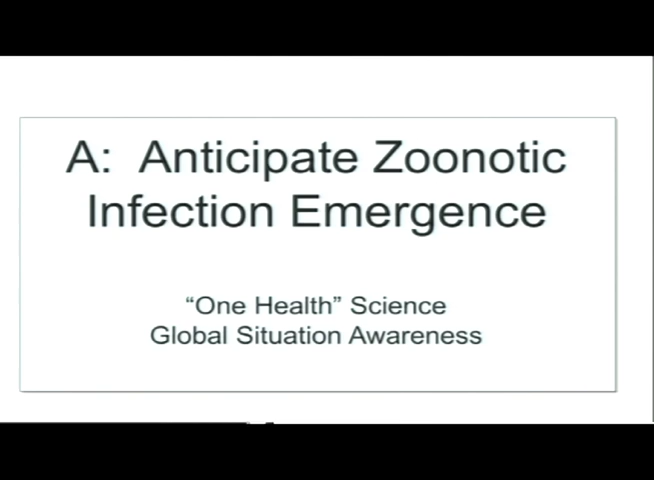 A:  Anticipate Zoonotic
Infection Emergence
“One Health” Science
Global Situation Awareness